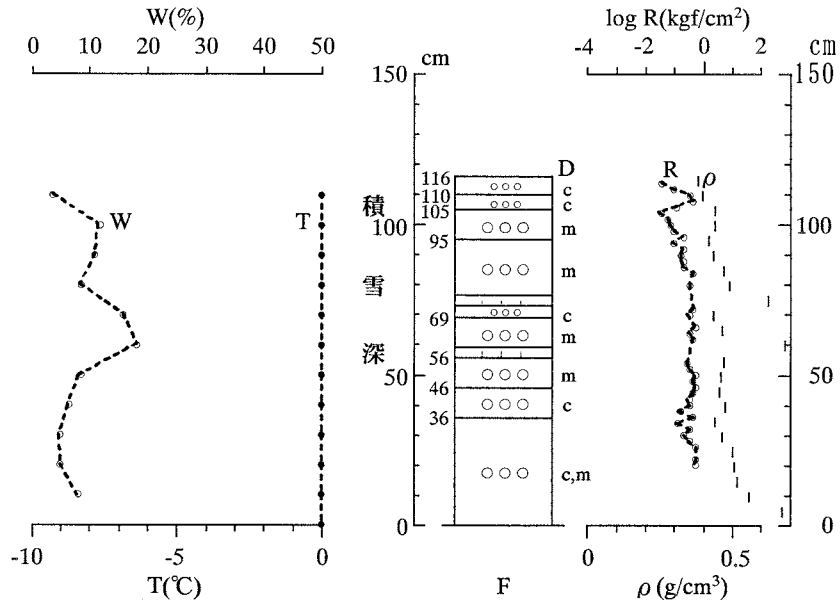 W(%)
0 10 20 30 40 50
log R(kgf/cm2)
-4 -2 0 2
cm
150
100
50
0
cm
150
100
50
0
W
T
積
雪
深
D
116
110
105
95
69
56
46
36
c
c
m
m
c
m
m
c
c,m
R
ρ
-10 -5 0
T(℃)
F
0 0.5
ρ (g/cm3)